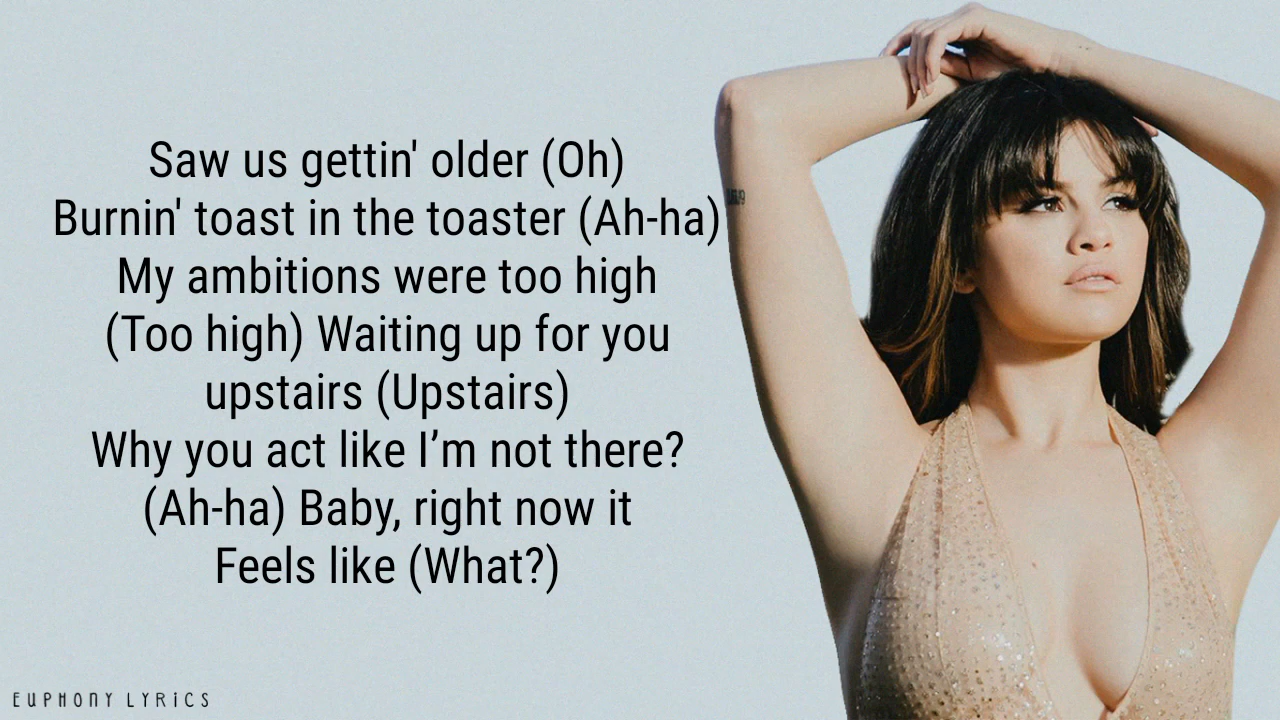 Saw us gettin' older (Oh)
Burnin' toast in the toaster (Ah-ha)
My ambitions were too high
(Too high) Waiting up for you
upstairs (Upstairs)
Why you act like I’m not there?
(Ah-ha) Baby, right now it
Feels like (What?)
EUPHONY LYRICS